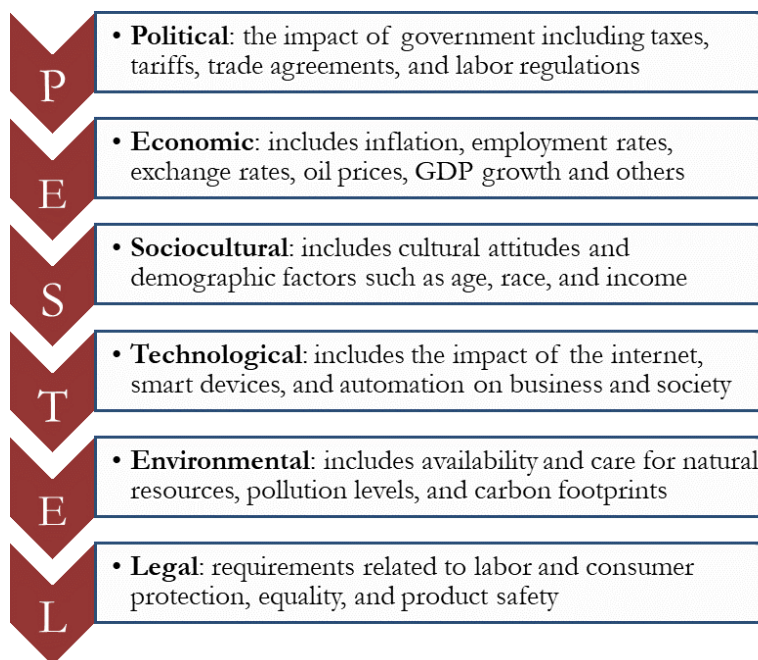 • Political: the impact of government including taxes,
tariffs, trade agreements, and labor regulations
P
• Economic: includes inflation, employment rates,
exchange rates, oil prices, GDP growth and others
E
• Sociocultural: includes cultural attitudes and
demographic factors such as age, race, and income
S
• Technological: includes the impact of the internet,
smart devices, and automation on business and society
T
• Environmental: includes availability and care for natural
resources, pollution levels, and carbon footprints
E
• Legal: requirements related to labor and consumer
protection, equality, and product safety
L